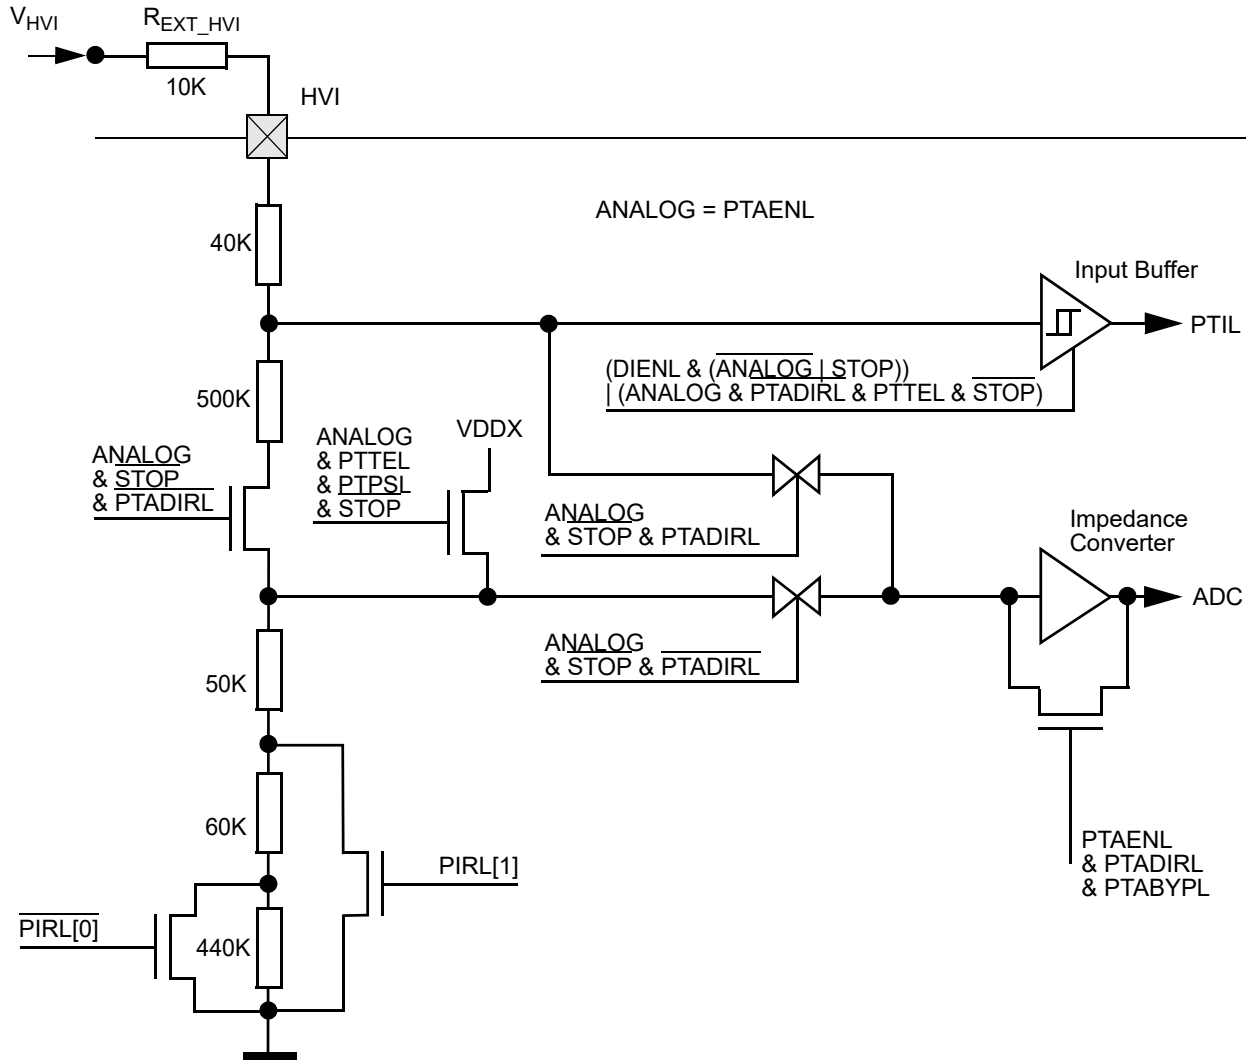 V_HVI
R_EXT_HVI
10K
HVI
40K
ANALOG = PTAENL
Input Buffer
PTIL
(DIENL & (ANALOG | STOP))
| (ANALOG & PTADIRL & PTTEL & STOP)
500K
VDDX
ANALOG
& STOP
& PTADIRL
ANALOG
& PTTEL
& PTPSL
& STOP
ANALOG
& STOP & PTADIRL
Impedance
Converter
ADC
ANALOG
& STOP & PTADIRL
50K
60K
PIRL[1]
PTAENL
& PTADIRL
& PTABYPL
PIRL[0]
440K